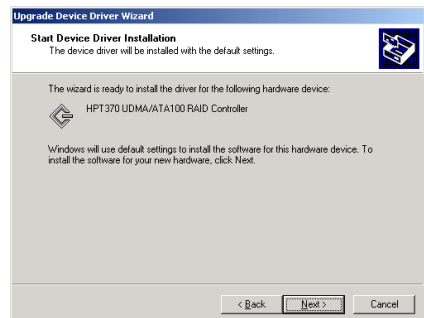 Upgrade Device Driver Wizard
Start Device Driver Installation
The device driver will be installed with the default settings.
The wizard is ready to install the driver for the following hardware device:
HPT370 UDMA/ATA100 RAID Controller
Windows will use default settings to install the software for this hardware device. To
install the software for your new hardware, click Next.
< Back
Next >
Cancel